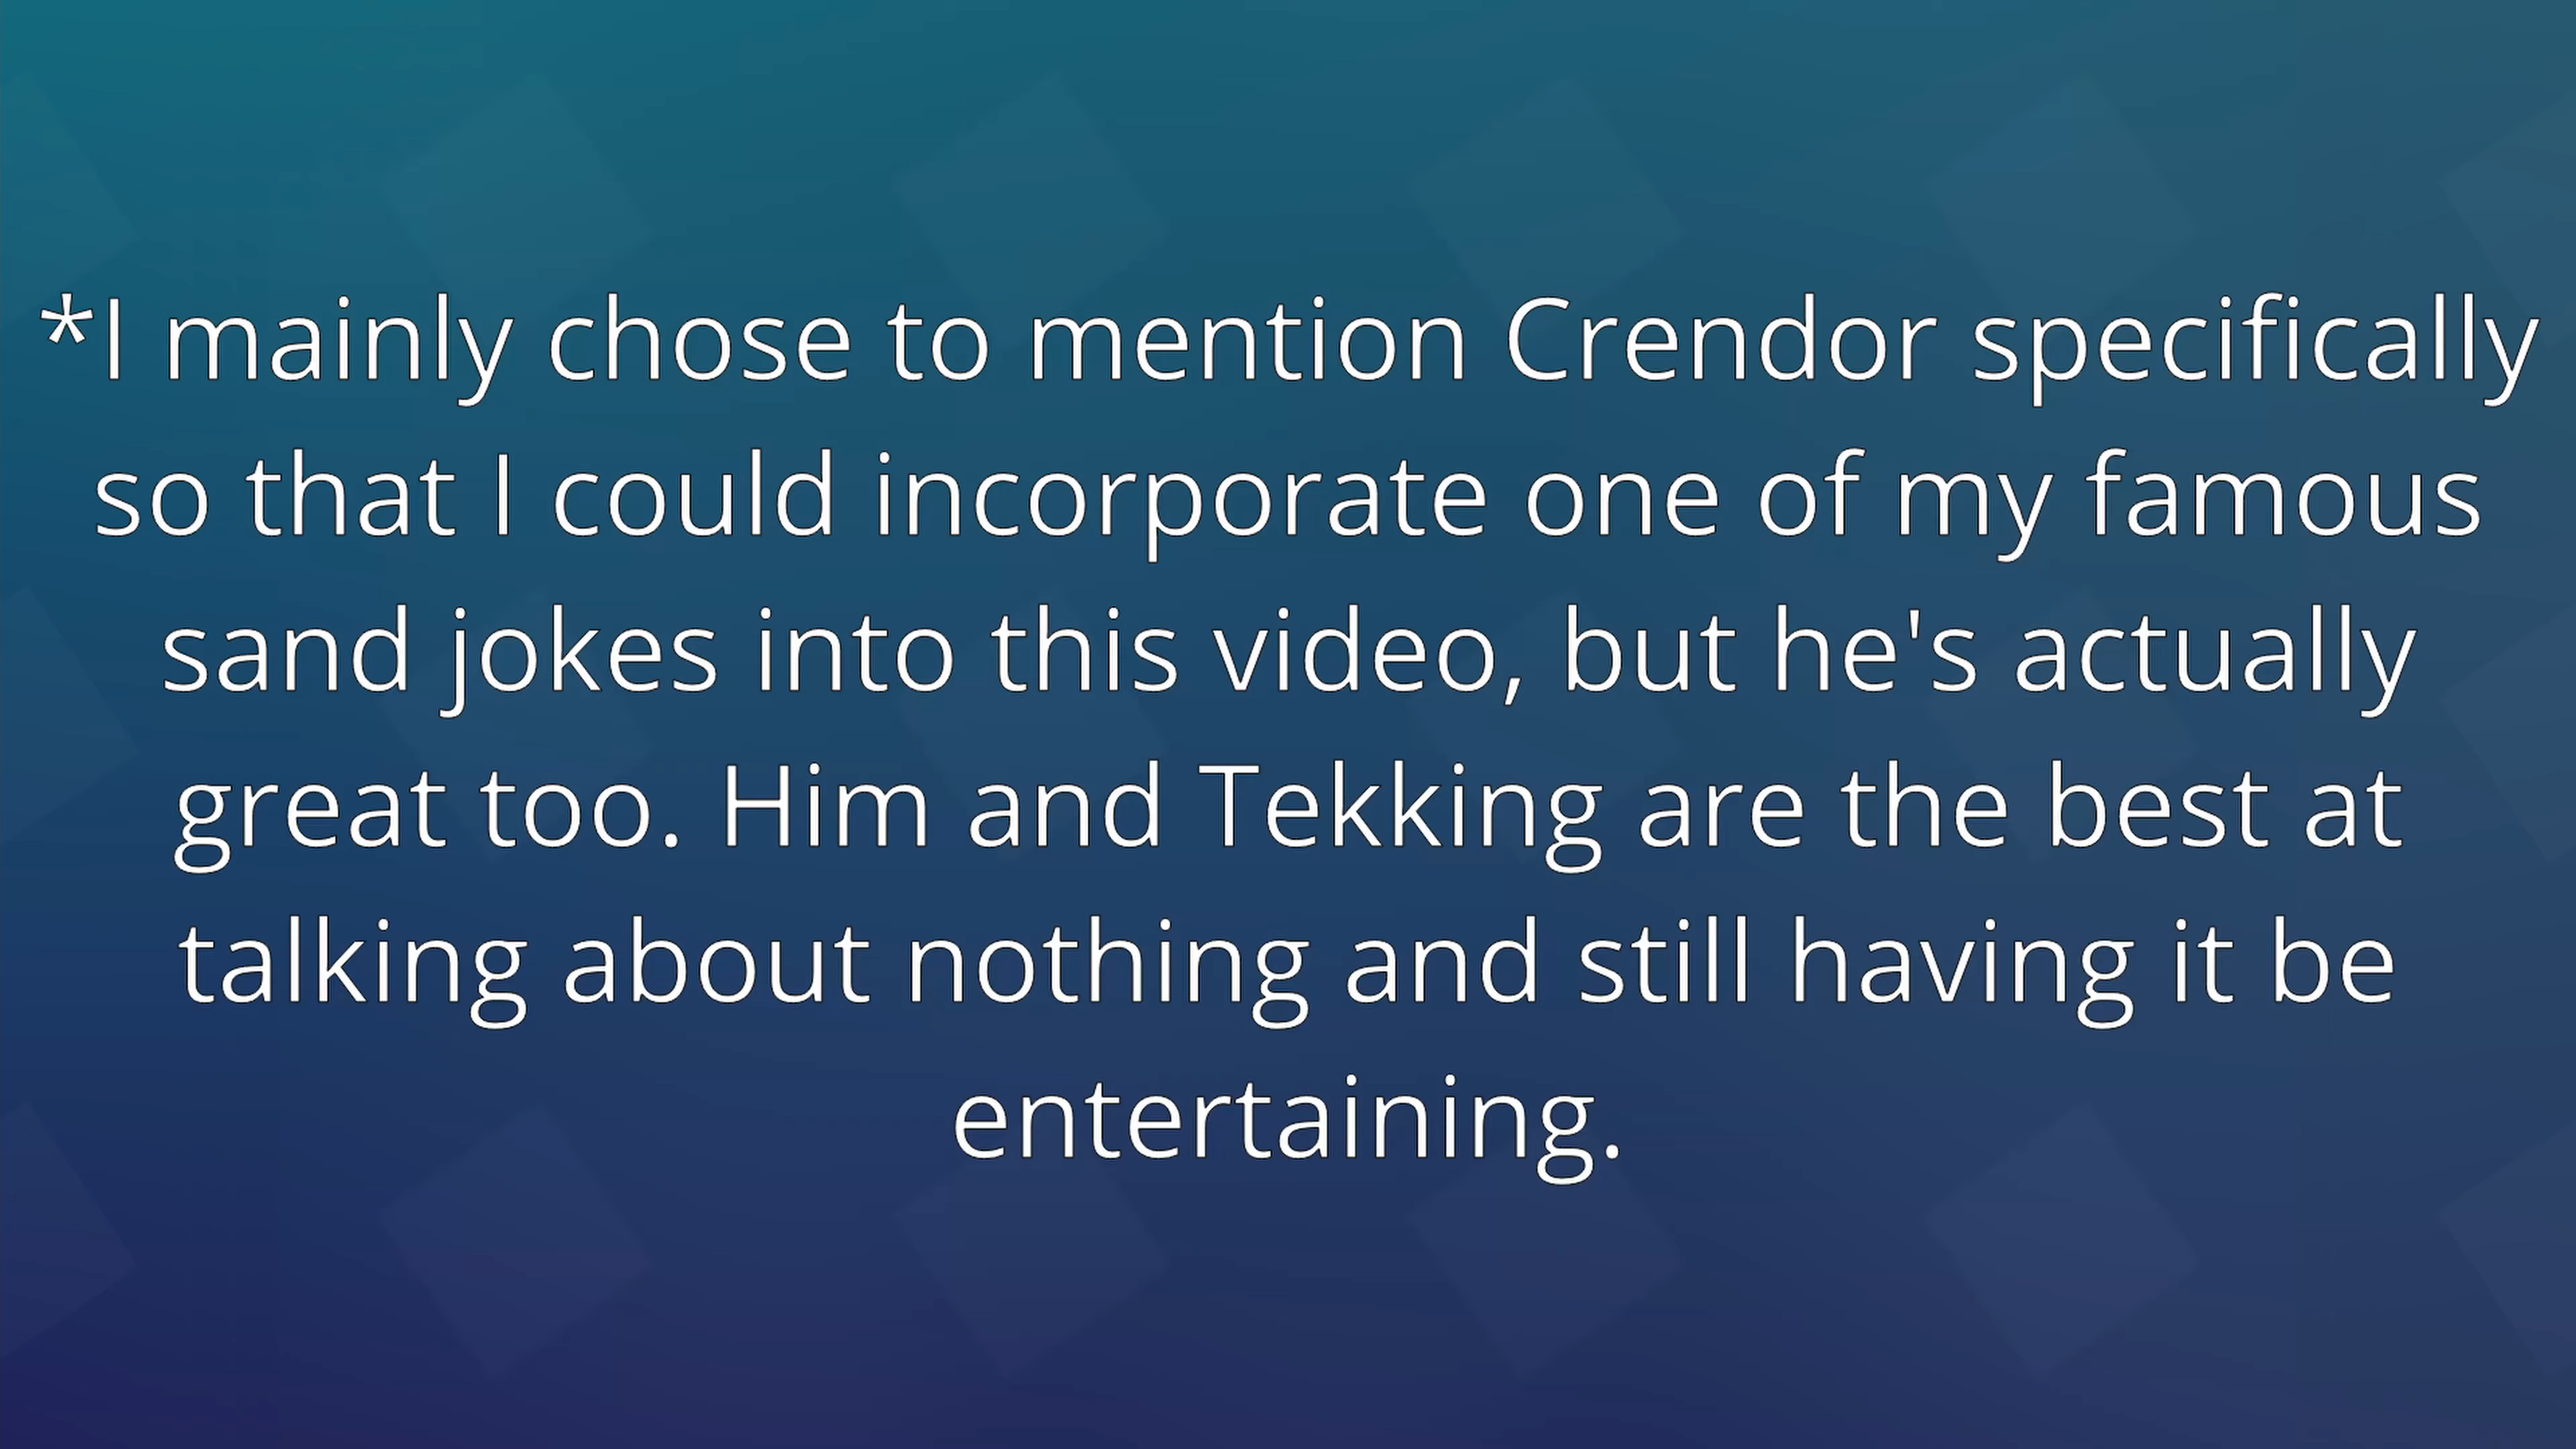 *I mainly chose to mention Crendor specifically
so that I could incorporate one of my famous
sand jokes into this video, but he's actually
great too. Him and Tekking are the best at
talking about nothing and still having it be
entertaining.